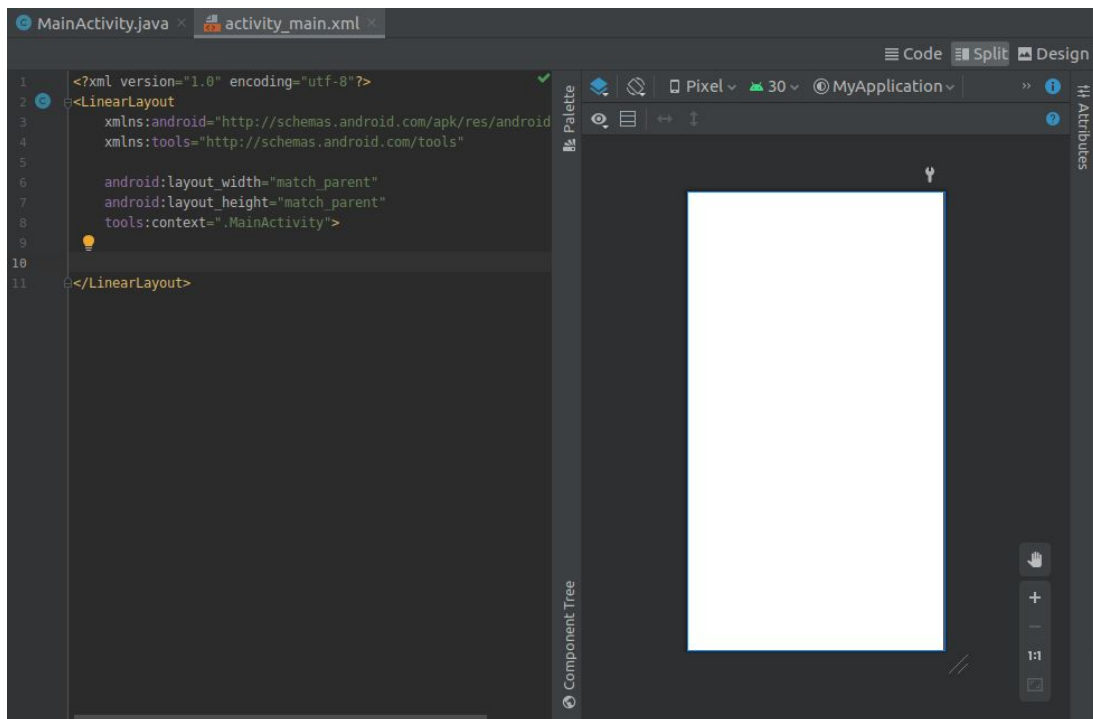 MainActivity.java
activity_main.xml
Code Split Design
1 <?xml version="1.0" encoding="utf-8"?>
2 <LinearLayout
3 xmlns:android="http://schemas.android.com/apk/res/android
4 xmlns:tools="http://schemas.android.com/tools"
5
6 android:layout_width="match_parent"
7 android:layout_height="match_parent"
8 tools:context=".MainActivity">
9
10
11 </LinearLayout>
Palette
Component Tree
Pixel 30 MyApplication
Attributes
1:1